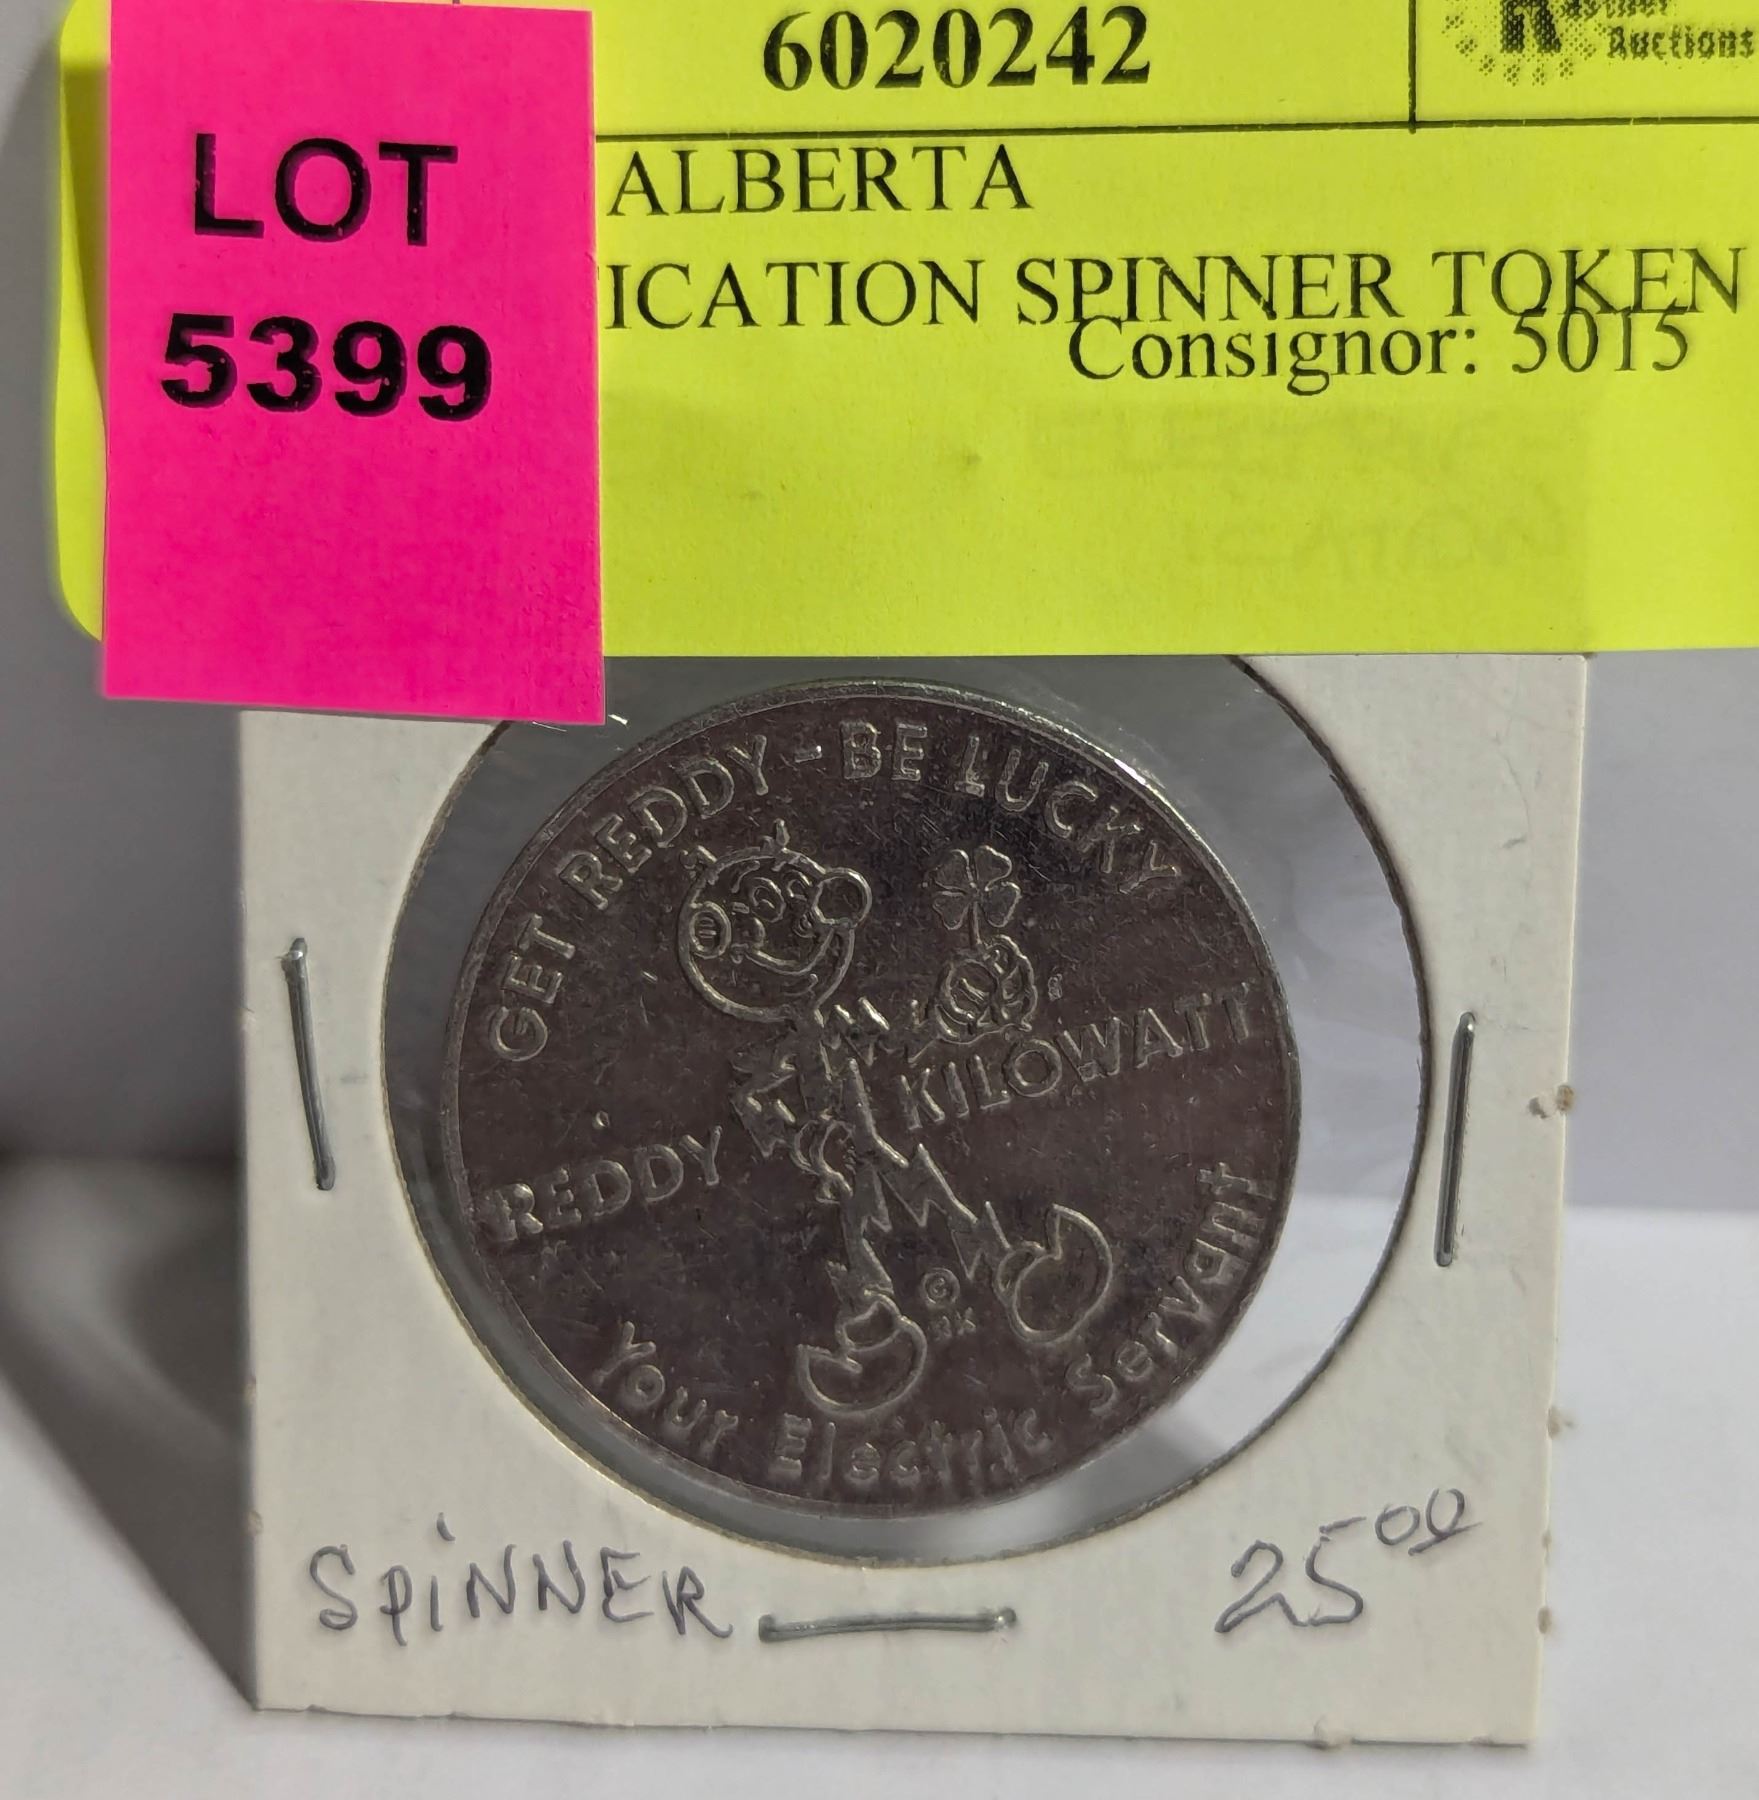 6020242
Auctions
LOT
5399
ALBERTA
ICATION SPINNER TOKEN
Consignor: 5015
GET REDDY - BE LUCKY
REDDY KILOWATT
© RK
Your Electric Servant
SPINNER
25 00